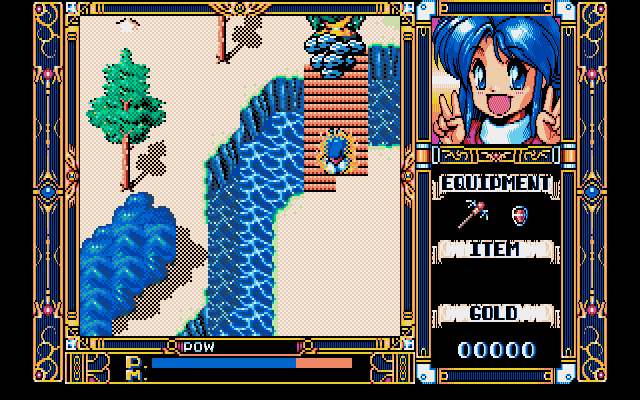 EQUIPMENT
ITEM
GOLD
00000
POW
P.
M.